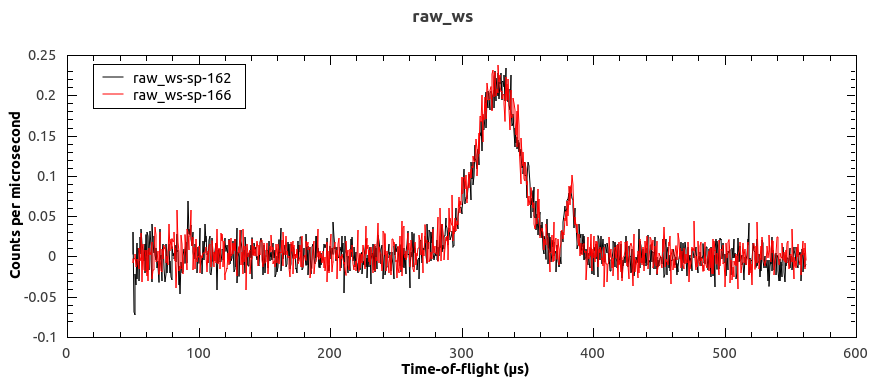 raw_ws
0.25
0.2
0.15
0.1
0.05
0
-0.05
-0.1
Counts per microsecond
raw_ws-sp-162
raw_ws-sp-166
0 100 200 300 400 500 600
Time-of-flight (μs)